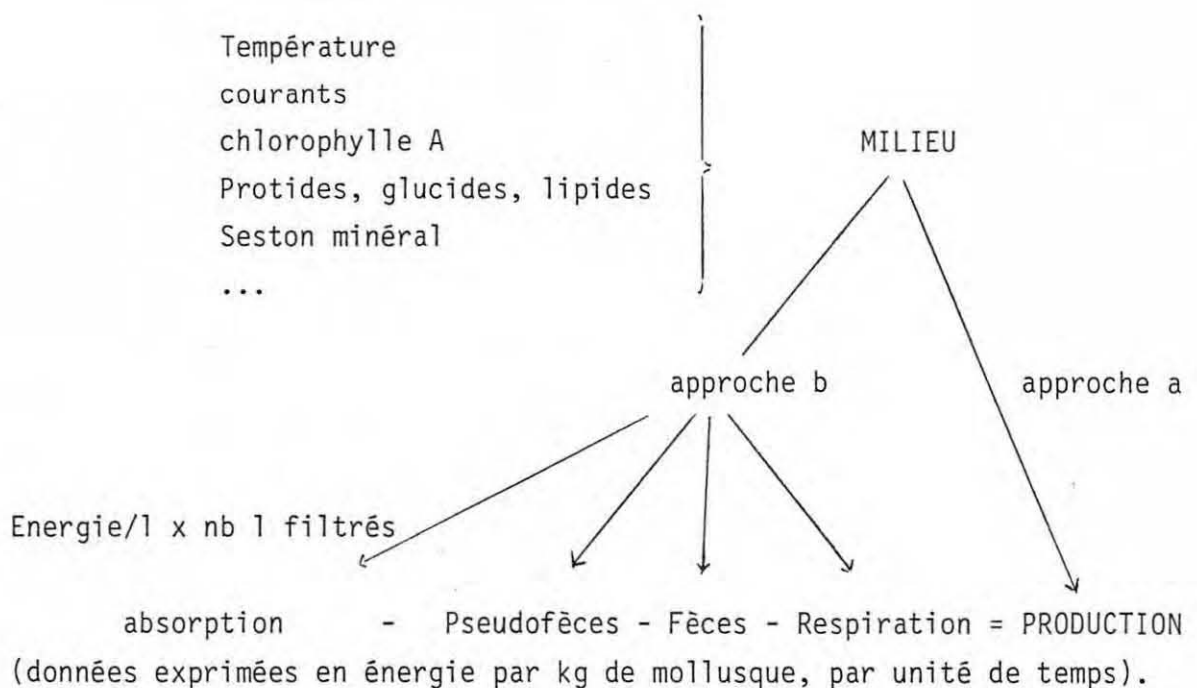 Température
courants
chlorophylle A
MILIEU
Protides, glucides, lipides
Seston minéral
...
approche b
approche a
Energie/l x nb l filtrés
absorption - Pseudofèces - Fèces - Respiration = PRODUCTION
(données exprimées en énergie par kg de mollusque, par unité de temps).